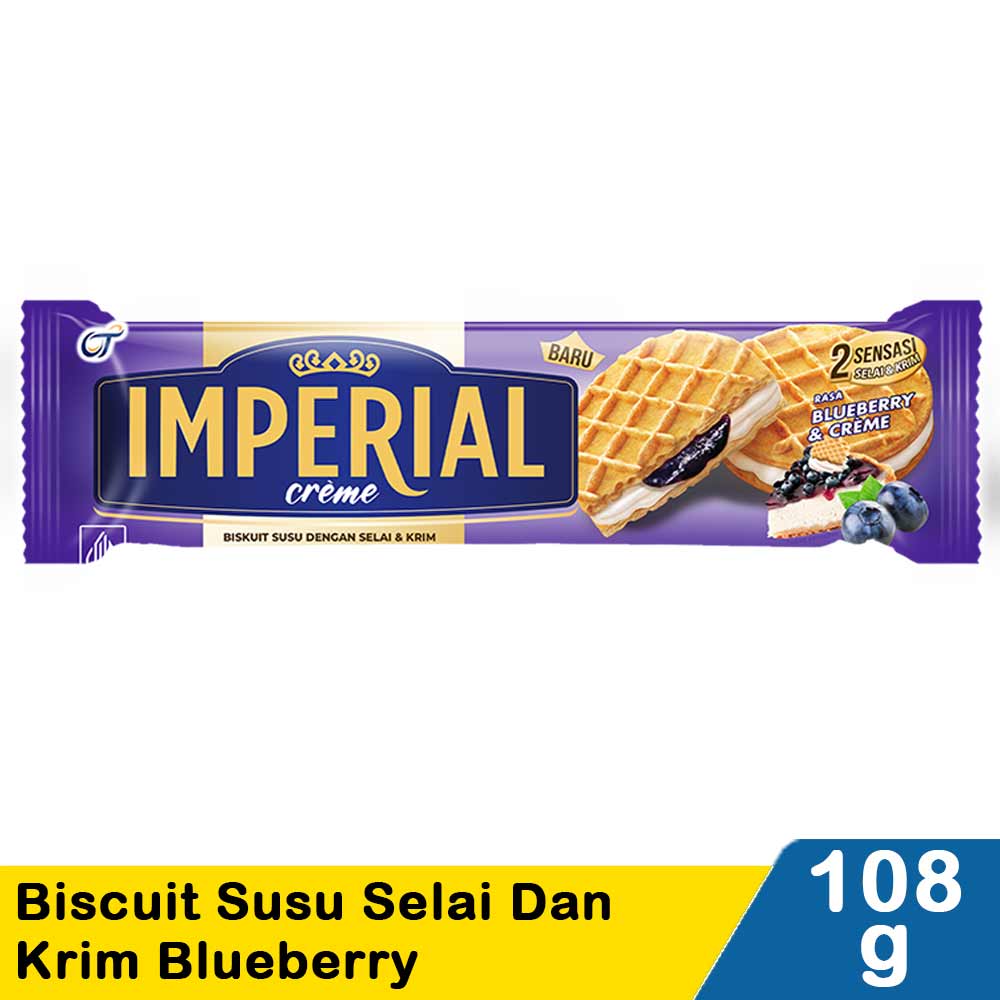 OT
IMPERIAL
crème
BISKUIT SUSU DENGAN SELAI & KRIM
BARU
2 SENSASI
SELAI & KRIM
RASA
BLUEBERRY
& CRÈME
Biscuit Susu Selai Dan
Krim Blueberry
108
g